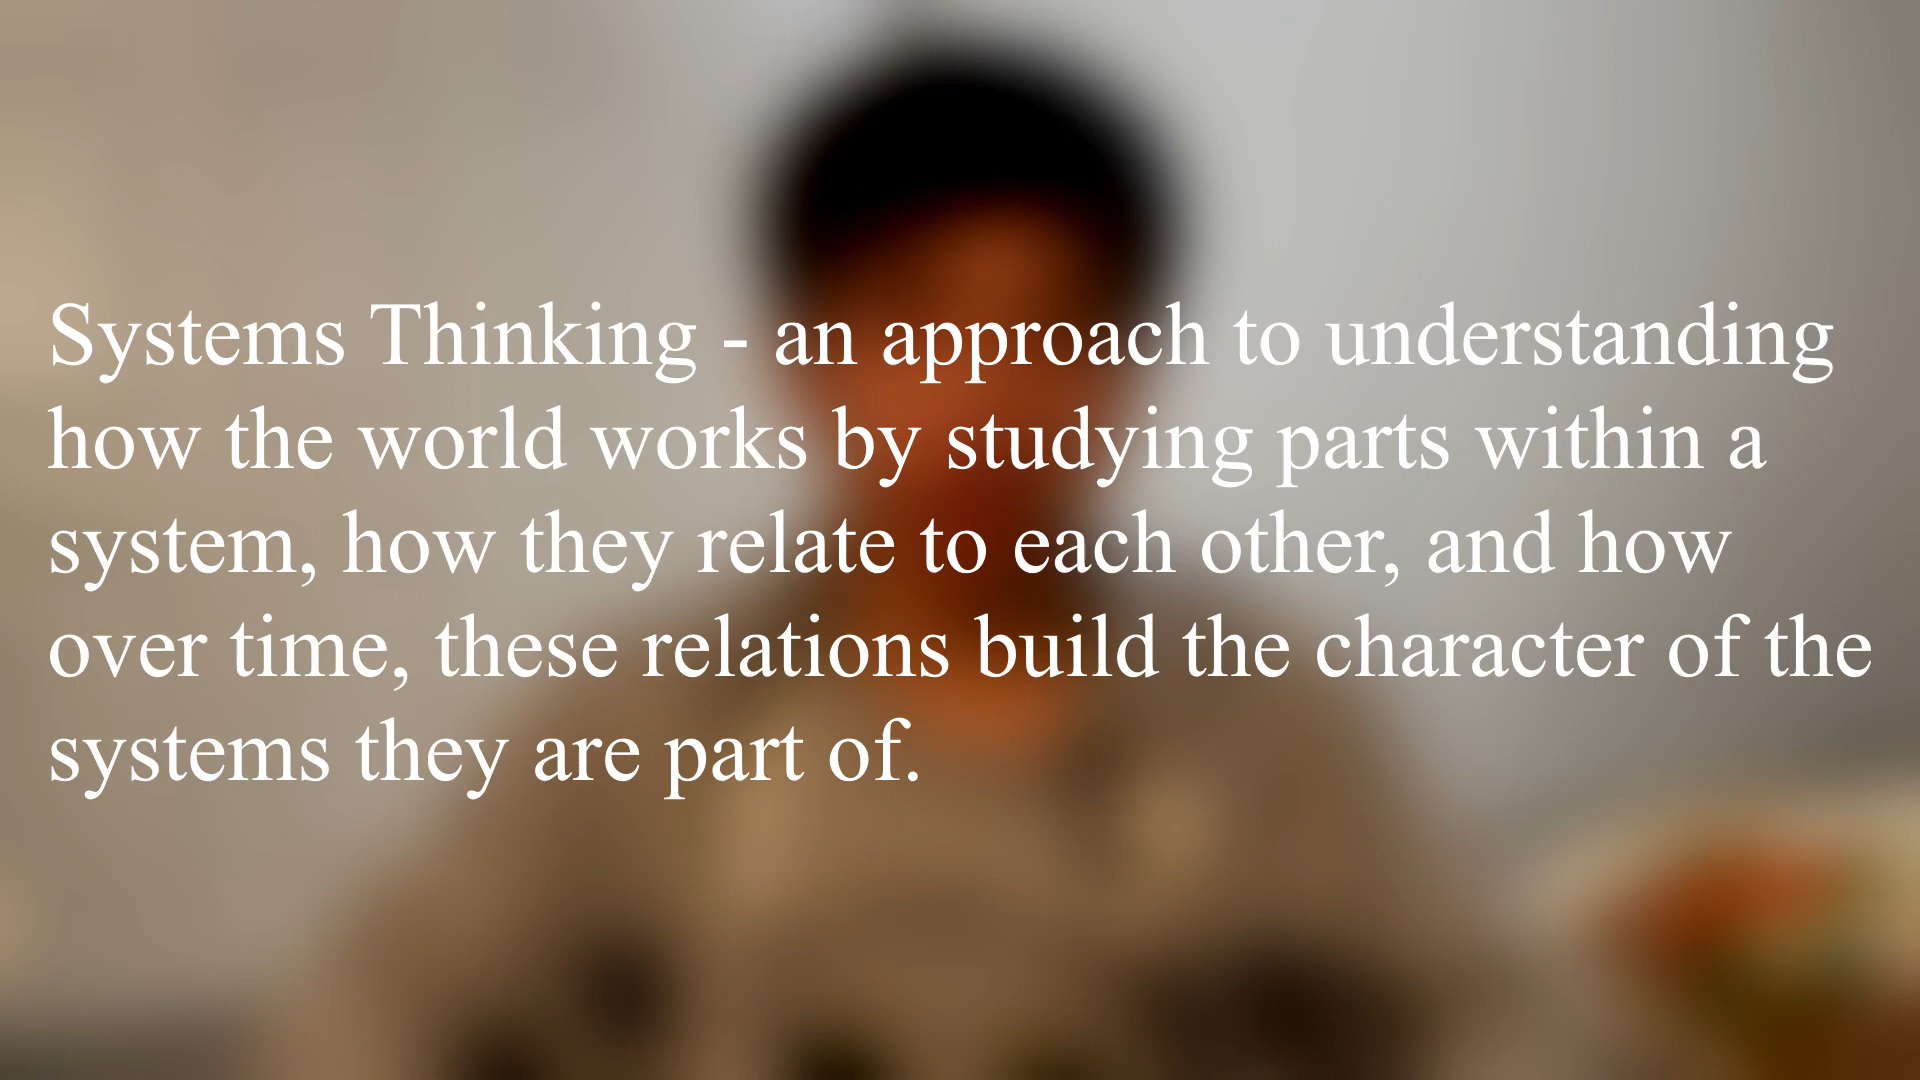 Systems Thinking - an approach to understanding
how the world works by studying parts within a
system, how they relate to each other, and how
over time, these relations build the character of the
systems they are part of.